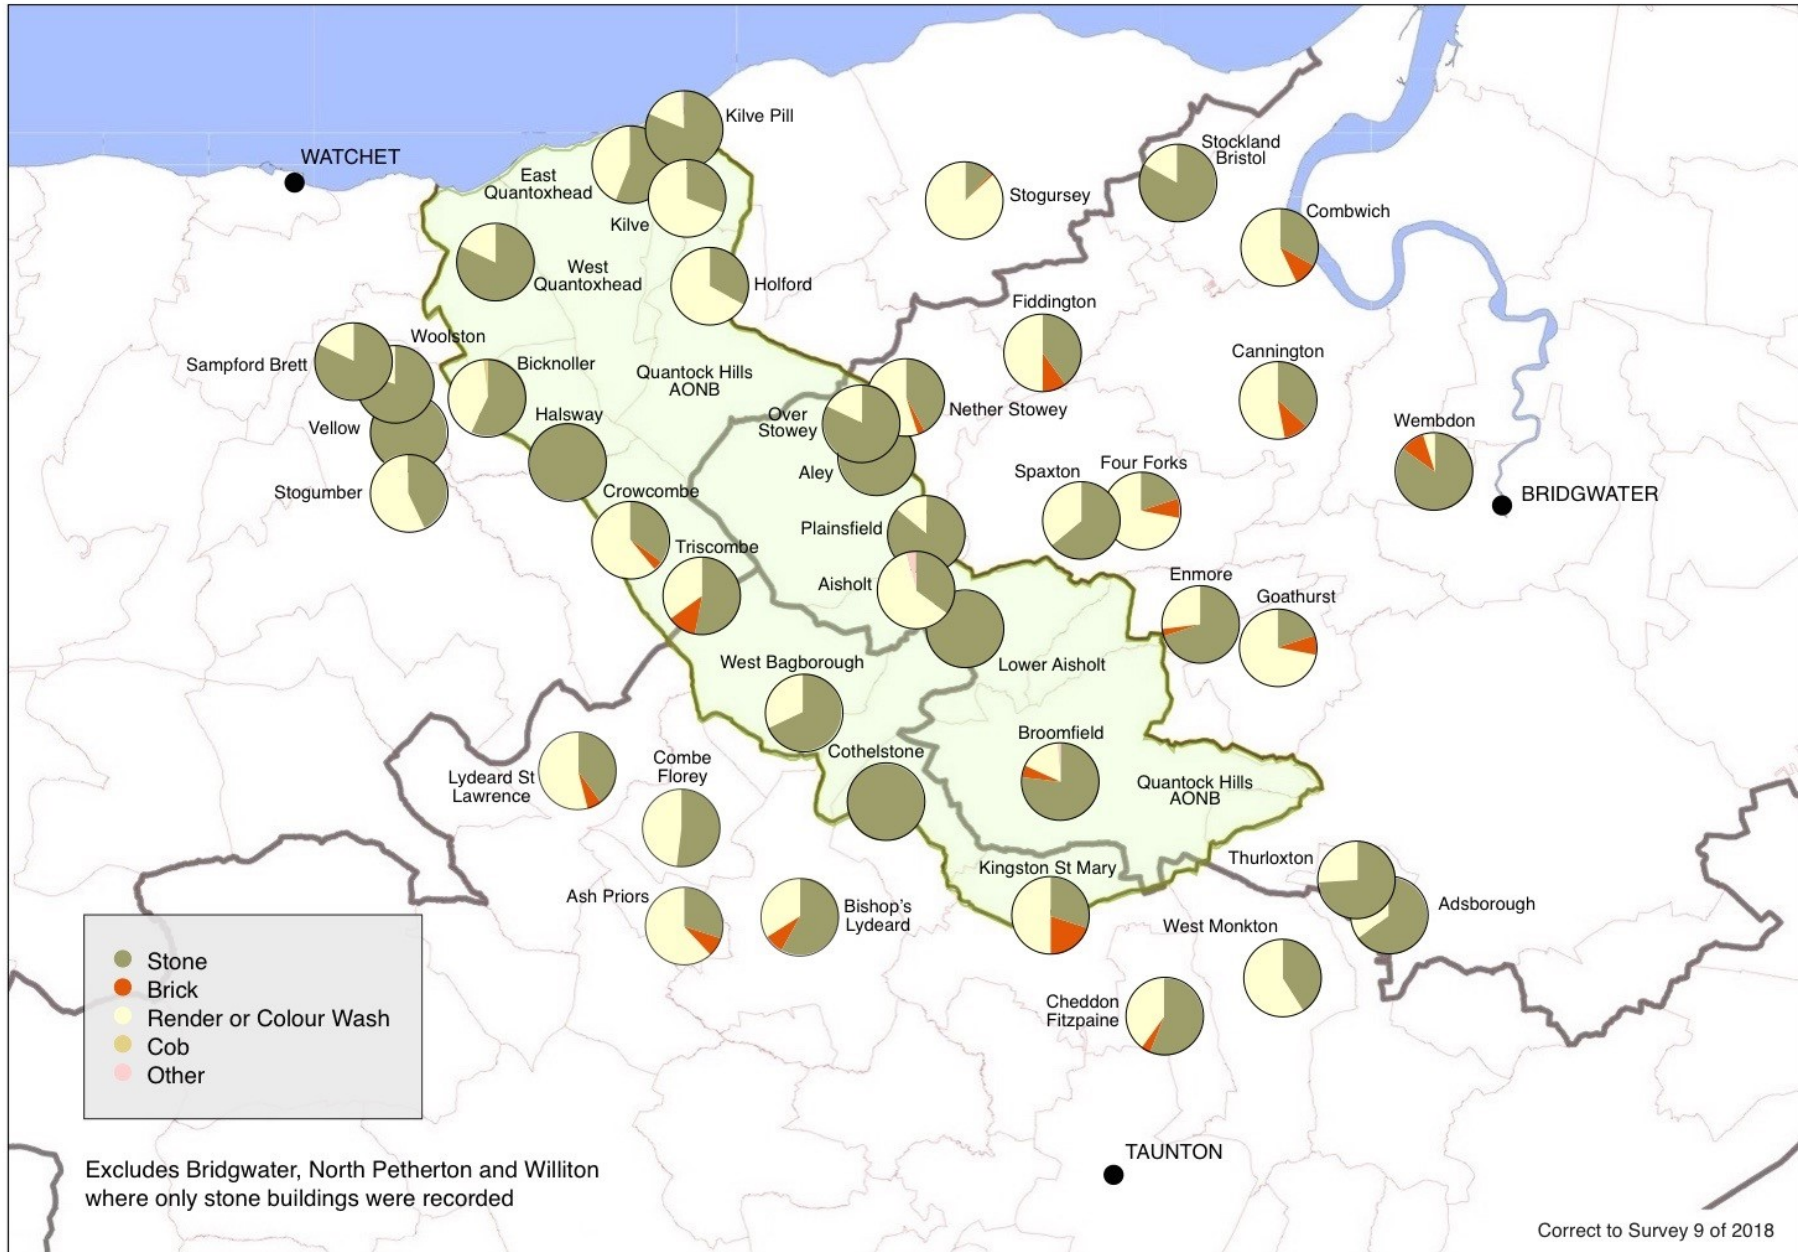 Kilve Pill
WATCHET
Stockland
Bristol
East
Quantoxhead
Stogursey
Kilve
Combwich
West
Quantoxhead
Holford
Fiddington
Woolston
Sampford Brett
Bicknoller
Quantock Hills
AONB
Cannington
Halsway
Over
Stowey
Nether Stowey
Wembdon
Vellow
Aley
Spaxton
Four Forks
Stogumber
Crowcombe
BRIDGWATER
Plainsfield
Triscombe
Aisholt
Enmore
Goathurst
West Bagborough
Lower Aisholt
Broomfield
Cothelstone
Combe
Florey
Lydeard St
Lawrence
Quantock Hills
AONB
Thurloxton
Kingston St Mary
Ash Priors
Bishop's
Lydeard
Adsborough
West Monkton
Stone
Brick
Render or Colour Wash
Cob
Other
Cheddon
Fitzpaine
TAUNTON
Excludes Bridgwater, North Petherton and Williton
where only stone buildings were recorded
Correct to Survey 9 of 2018